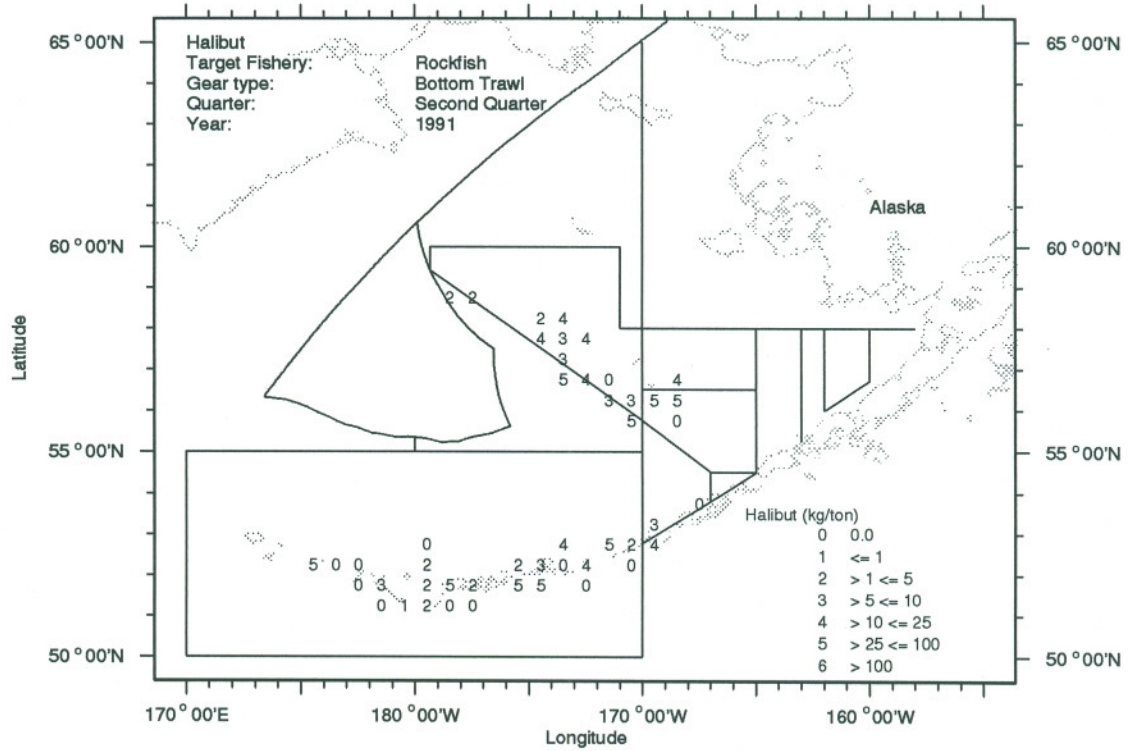 65°00'N
65°00'N
Halibut
Target Fishery: Rockfish
Gear type: Bottom Trawl
Quarter: Second Quarter
Year: 1991
Alaska
60°00'N
60°00'N
2 2
2 4
4 3 4
3
5 4 0 4
3 3 5 5
5 0
Latitude
55°00'N
55°00'N
0
3
0 4 5 2 4
5 0 0 2 2 3 0 4 0
0 3 2 5 2 5 5 0
0 1 2 0 0
Halibut (kg/ton)
0 0.0
1 <= 1
2 > 1 <= 5
3 > 5 <= 10
4 > 10 <= 25
5 > 25 <= 100
6 > 100
50°00'N
50°00'N
170°00'E
180°00'W
170°00'W
160°00'W
Longitude